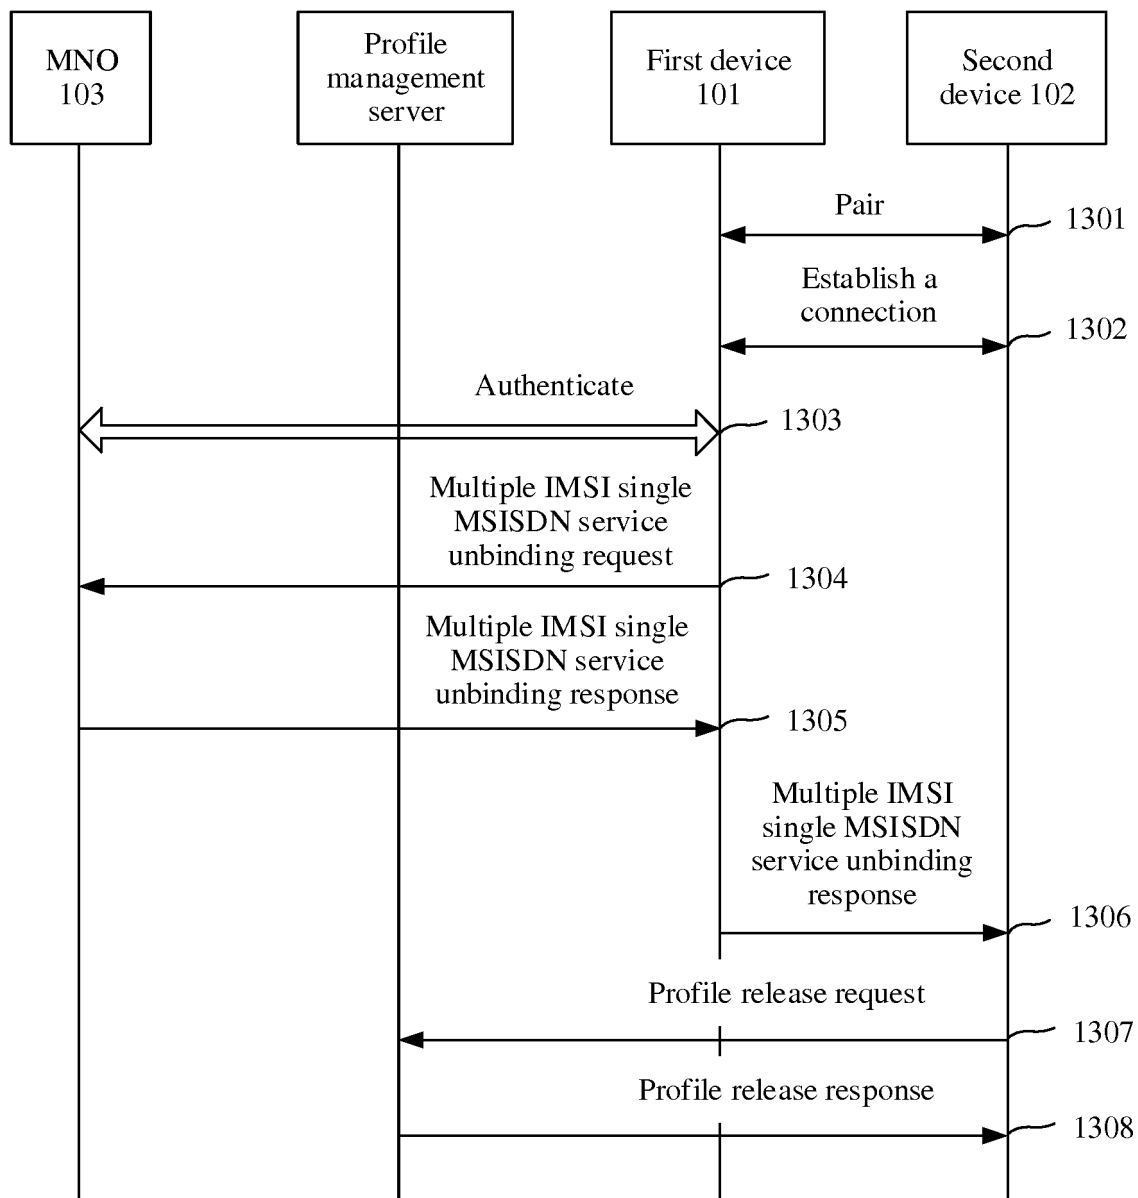 MNO
103
Profile
management
server
First device
101
Second
device 102
Pair
1301
Establish a
connection
1302
Authenticate
1303
Multiple IMSI single
MSISDN service
unbinding request
1304
Multiple IMSI single
MSISDN service
unbinding response
1305
Multiple IMSI
single MSISDN
service unbinding
response
1306
Profile release request
1307
Profile release response
1308